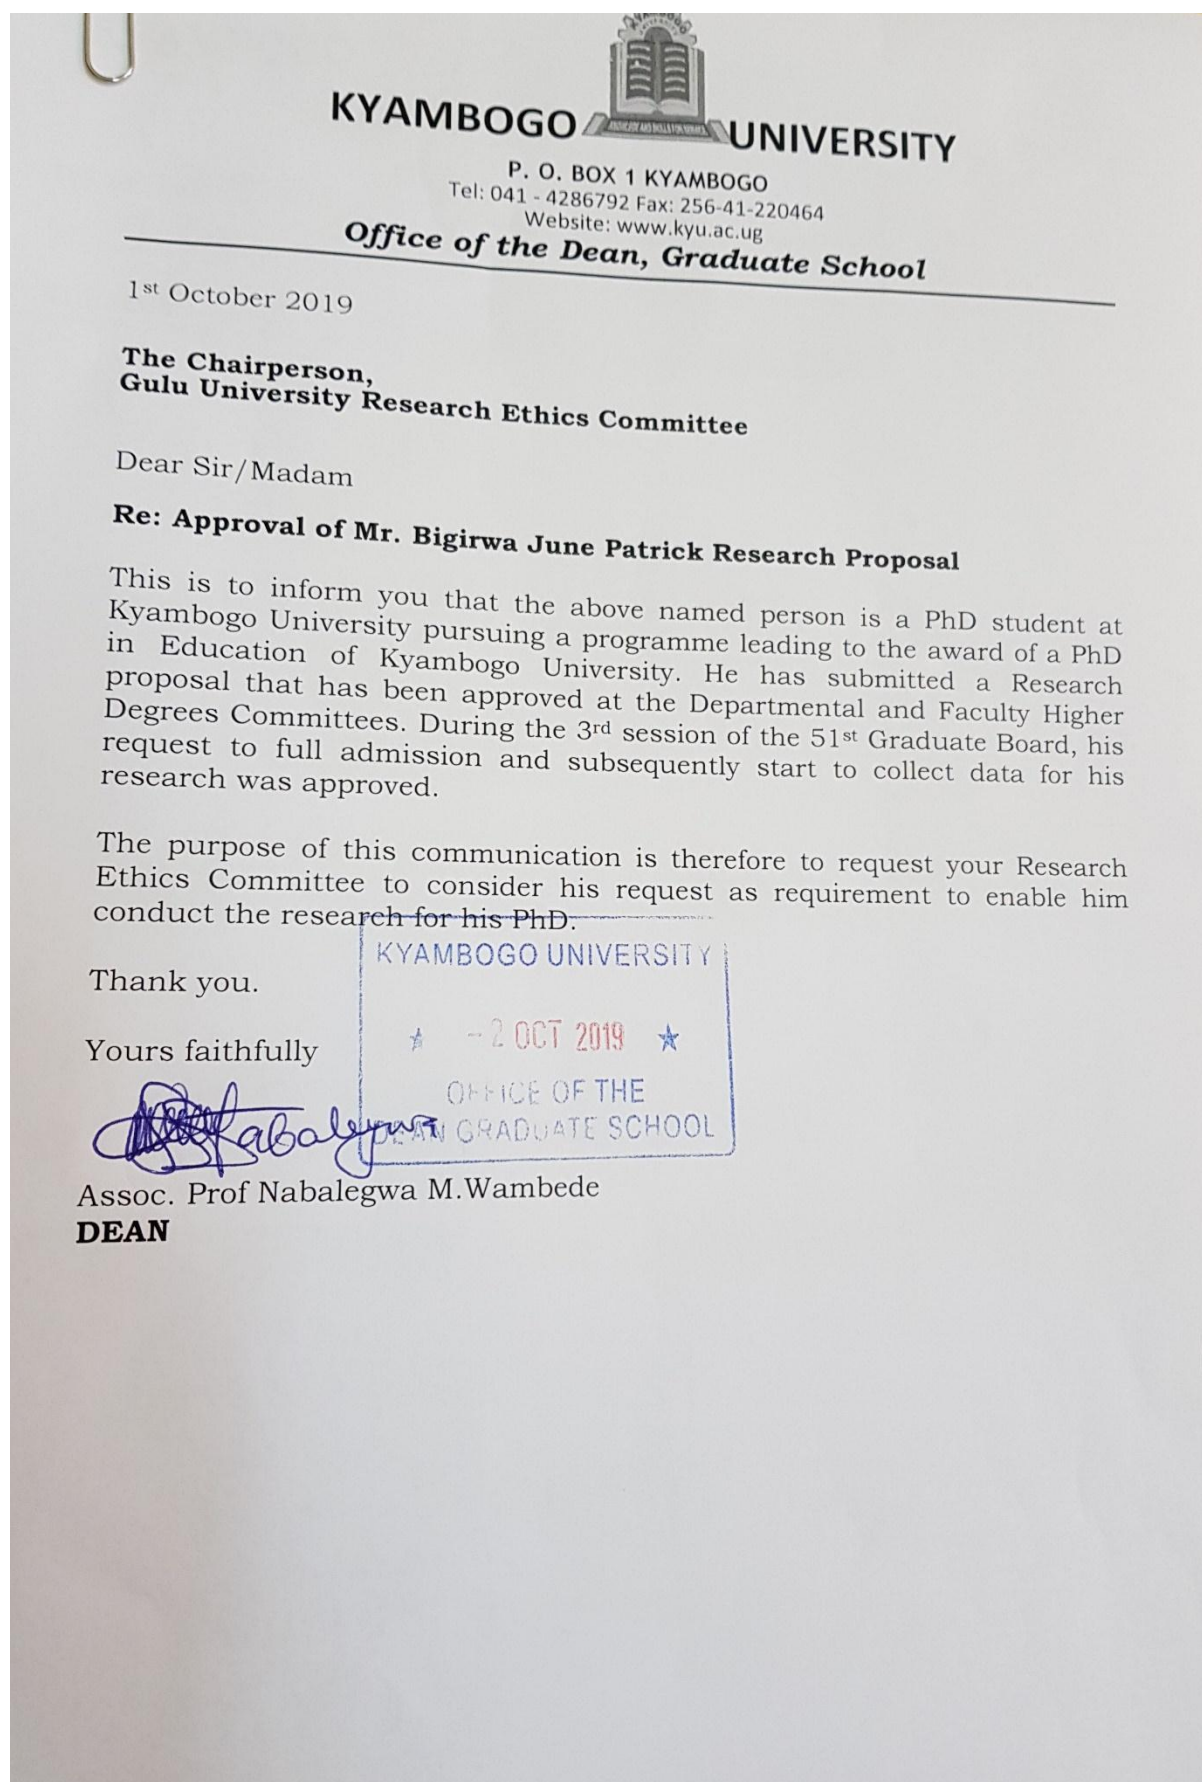 KYAMBOGO UNIVERSITY
P. O. BOX 1 KYAMBOGO
Tel: 041 - 4286792 Fax: 256-41-220464
Website: www.kyu.ac.ug
Office of the Dean, Graduate School
1st October 2019
The Chairperson,
Gulu University Research Ethics Committee
Dear Sir/Madam
Re: Approval of Mr. Bigirwa June Patrick Research Proposal
This is to inform you that the above named person is a PhD student at
Kyambogo University pursuing a programme leading to the award of a PhD
in Education of Kyambogo University. He has submitted a Research
proposal that has been approved at the Departmental and Faculty Higher
Degrees Committees. During the 3rd session of the 51st Graduate Board, his
request to full admission and subsequently start to collect data for his
research was approved.
The purpose of this communication is therefore to request your Research
Ethics Committee to consider his request as requirement to enable him
conduct the research for his PhD.
KYAMBOGO UNIVERSITY
Thank you.
-2 OCT 2019
Yours faithfully
OFFICE OF THE
DEAN GRADUATE SCHOOL
Assoc. Prof Nabalegwa M.Wambede
DEAN